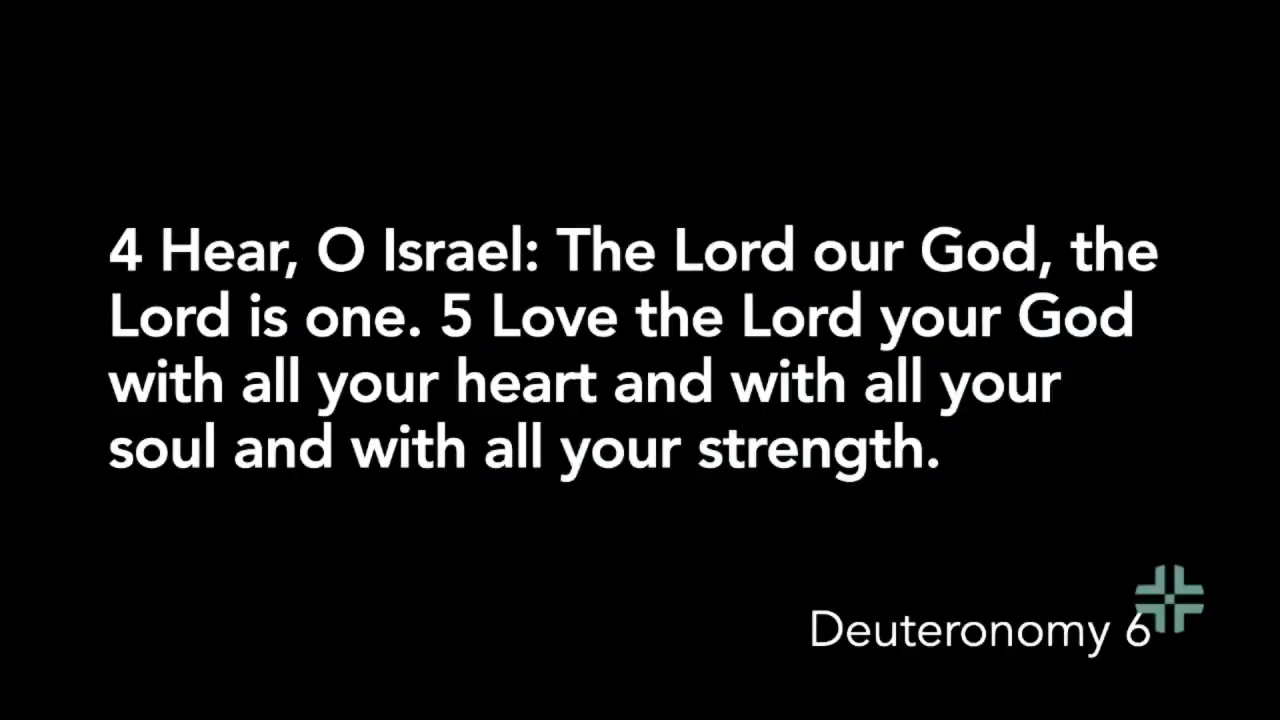 4 Hear, O Israel: The Lord our God, the
Lord is one. 5 Love the Lord your God
with all your heart and with all your
soul and with all your strength.
Deuteronomy 6